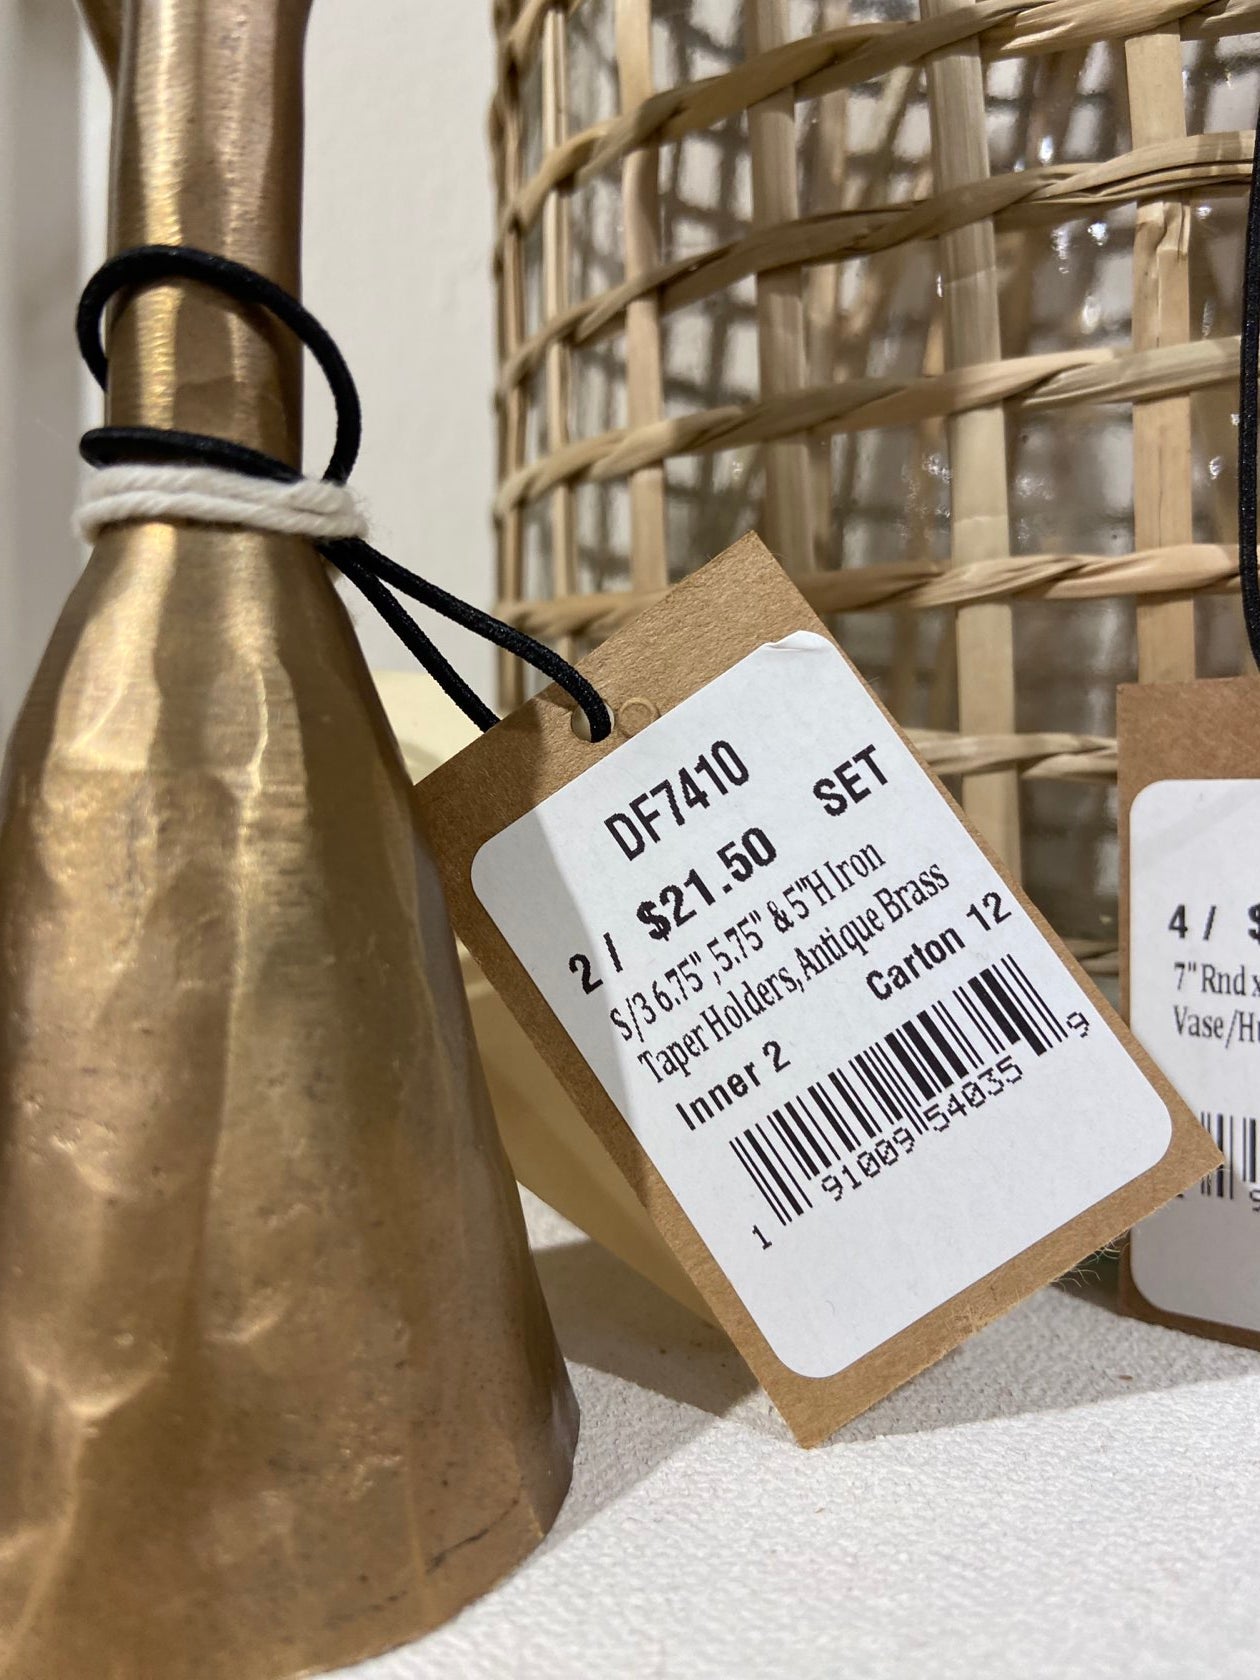 DF7410
2 / $21.50 SET
S/3 6.75", 5.75" & 5"H Iron
Taper Holders, Antique Brass
Inner 2 Carton 12
1 91009 54035 9
4 / $
7" Rnd x
Vase/Hu